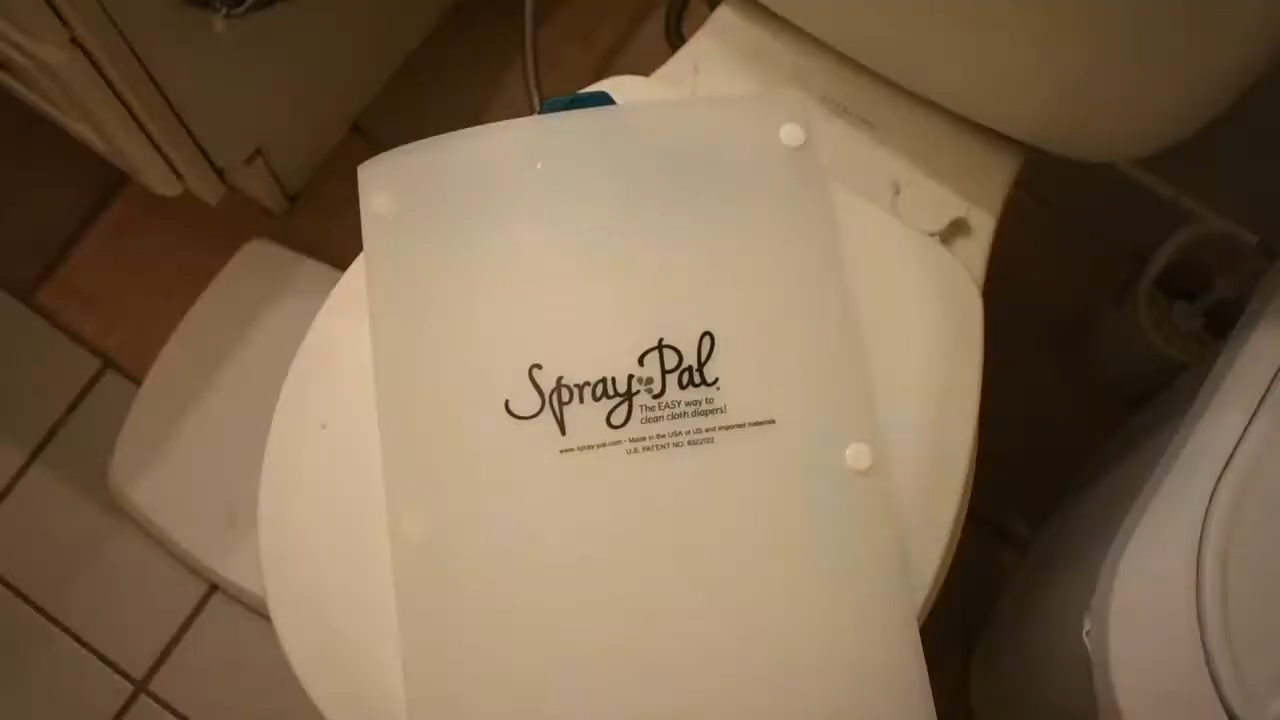 Spray Pal
The EASY way to
clean cloth diapers!
www.spray-pal.com • Made in the USA of US and imported materials
U.S. PATENT NO. 8322122